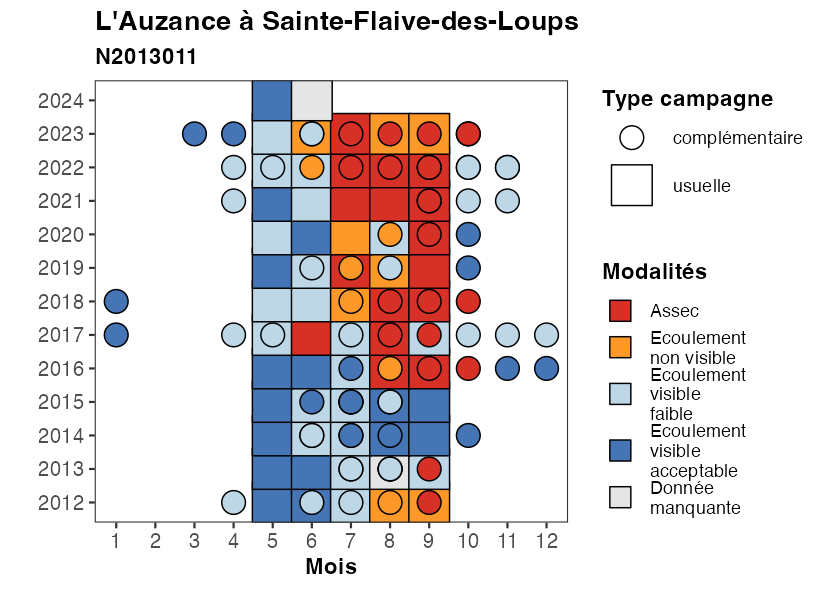 L'Auzance à Sainte-Flaive-des-Loups
N2013011
2024
2023
2022
2021
2020
2019
2018
2017
2016
2015
2014
2013
2012
1 2 3 4 5 6 7 8 9 10 11 12
Mois
Type campagne
complémentaire
usuelle
Modalités
Assec
Ecoulement
non visible
Ecoulement
visible
faible
Ecoulement
visible
acceptable
Donnée
manquante